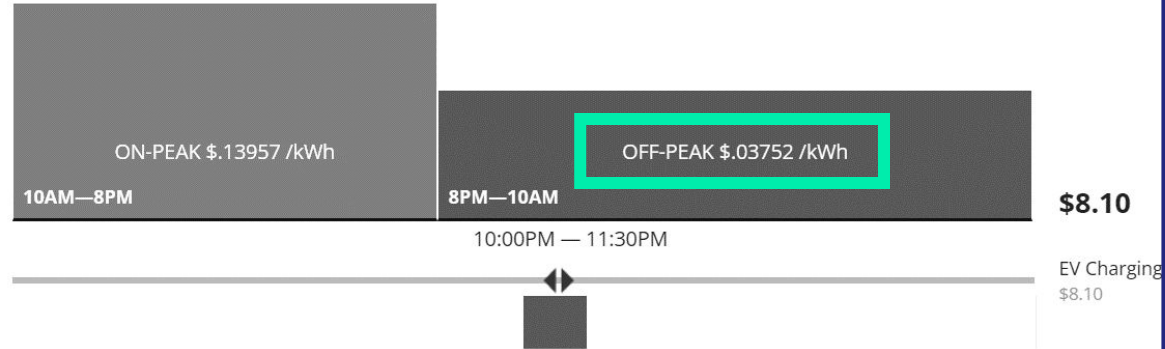 ON-PEAK $.13957 /kWh
10AM—8PM
OFF-PEAK $.03752 /kWh
8PM—10AM
10:00PM — 11:30PM
$8.10
EV Charging
$8.10